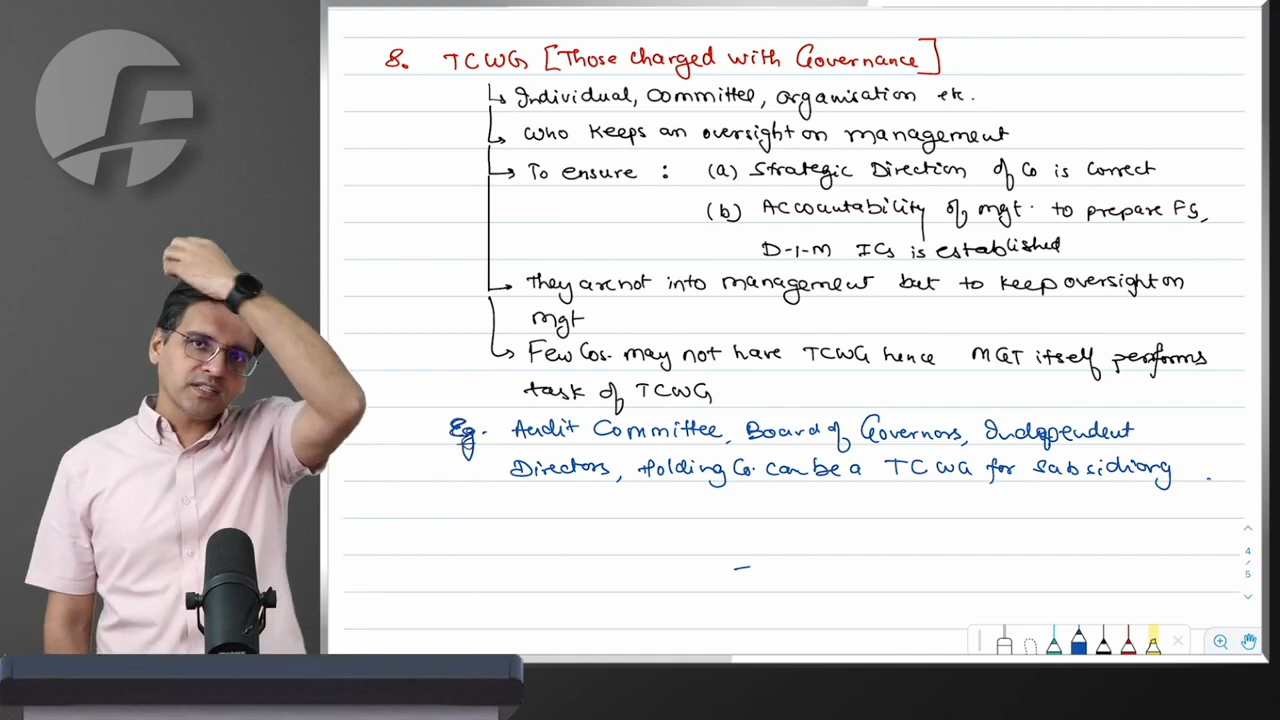 8. TCWG [Those charged with Governance]
Individual, Committee, organisation etc.
who keeps an oversight on management
To ensure : (a) Strategic Direction of Co is correct
(b) Accountability of mgt. to prepare FS,
D-I-M ICs is established
They are not into management but to keep oversight on
mgt
Few Cos. may not have TCWG hence MGT itself performs
task of TCWG
Eg. Audit Committee, Board of Governors, Independent
Directors, Holding Co. can be a TCWG for subsidiary.
4
/
5